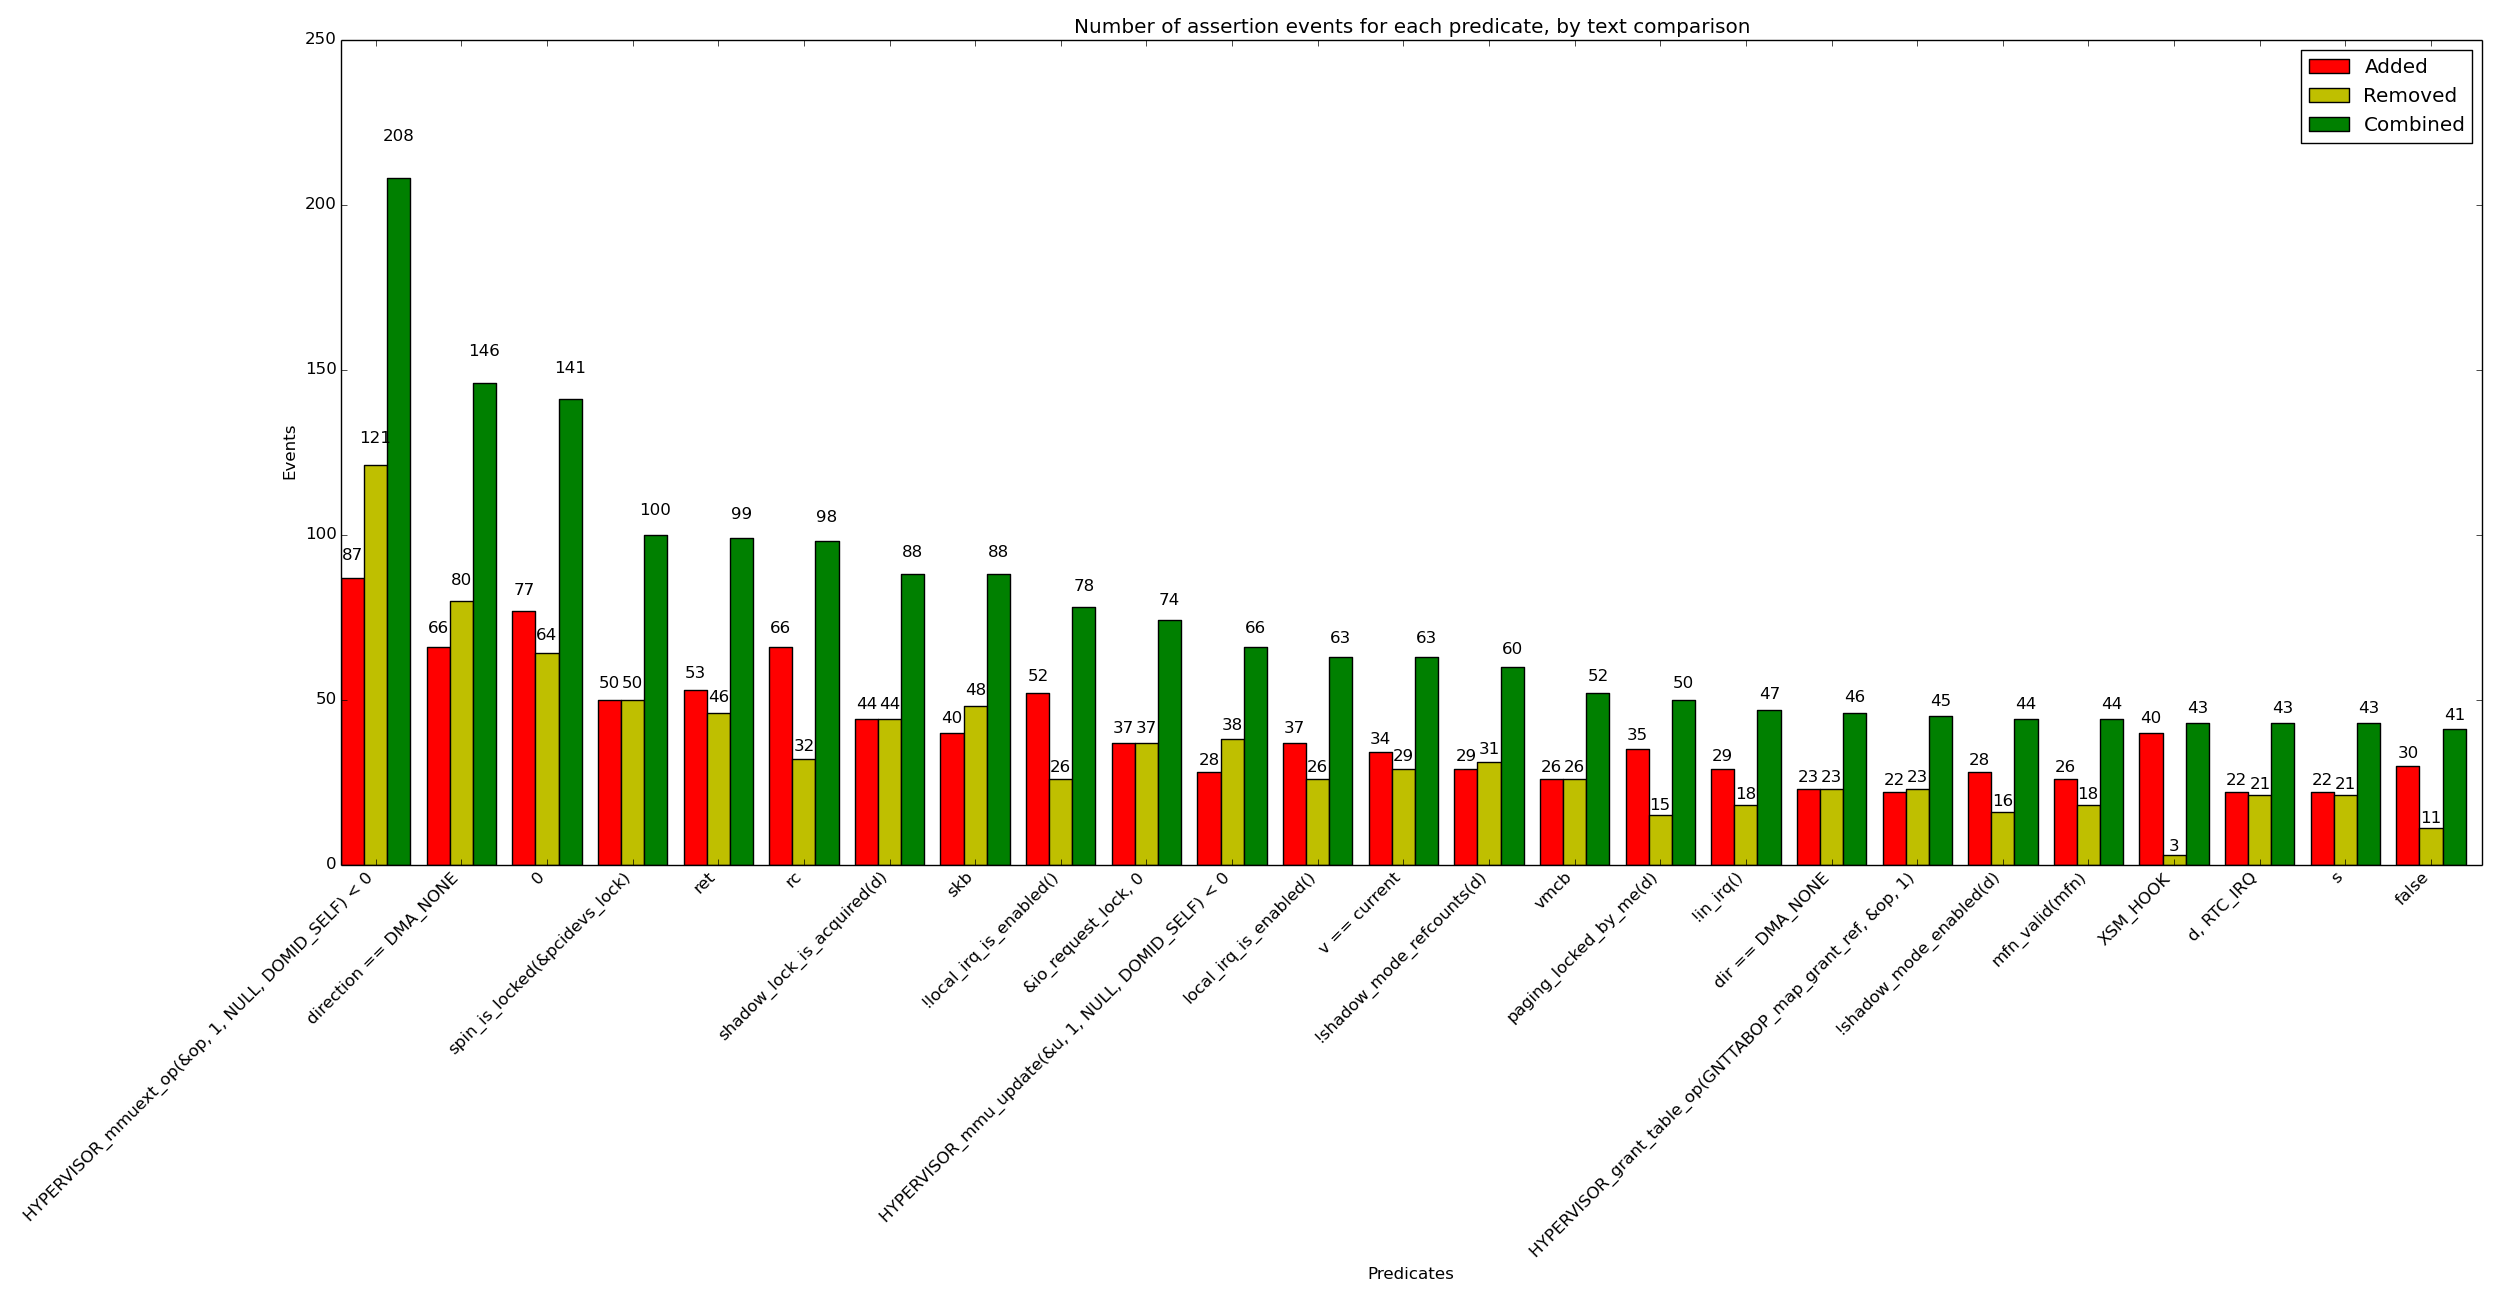 Number of assertion events for each predicate, by text comparison
250
200
150
100
50
0
Events
Added
Removed
Combined
87 121 208
66 80 146
77 64 141
50 50 100
53 46 99
66 32 98
44 44 88
40 48 88
52 26 78
37 37 74
28 38 66
37 26 63
34 29 63
29 31 60
26 26 52
35 15 50
29 18 47
23 23 46
22 23 45
28 16 44
26 18 44
40 3 43
22 21 43
22 21 43
30 11 41
HYPERVISOR_mmuext_op(&op, 1, NULL, DOMID_SELF) < 0
direction == DMA_NONE
0
spin_is_locked(&pcidevs_lock)
ret
rc
shadow_lock_is_acquired(d)
skb
!local_irq_is_enabled()
&io_request_lock, 0
HYPERVISOR_mmu_update(&u, 1, NULL, DOMID_SELF) < 0
local_irq_is_enabled()
v == current
!shadow_mode_refcounts(d)
vmcb
paging_locked_by_me(d)
!in_irq()
dir == DMA_NONE
HYPERVISOR_grant_table_op(GNTTABOP_map_grant_ref, &op, 1)
!shadow_mode_enabled(d)
mfn_valid(mfn)
XSM_HOOK
d, RTC_IRQ
s
false
Predicates